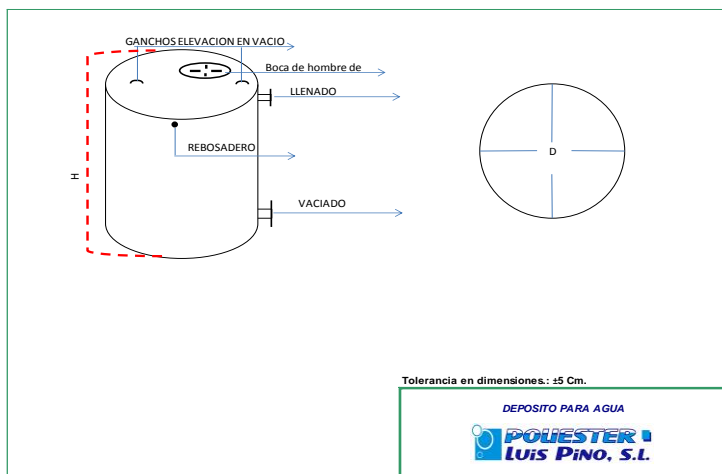 GANCHOS ELEVACION EN VACIO
Boca de hombre de
LLENADO
REBOSADERO
H
VACIADO
D
Tolerancia en dimensiones.: ±5 Cm.
DEPOSITO PARA AGUA
POLIESTER
LUIS PINO, S.L.